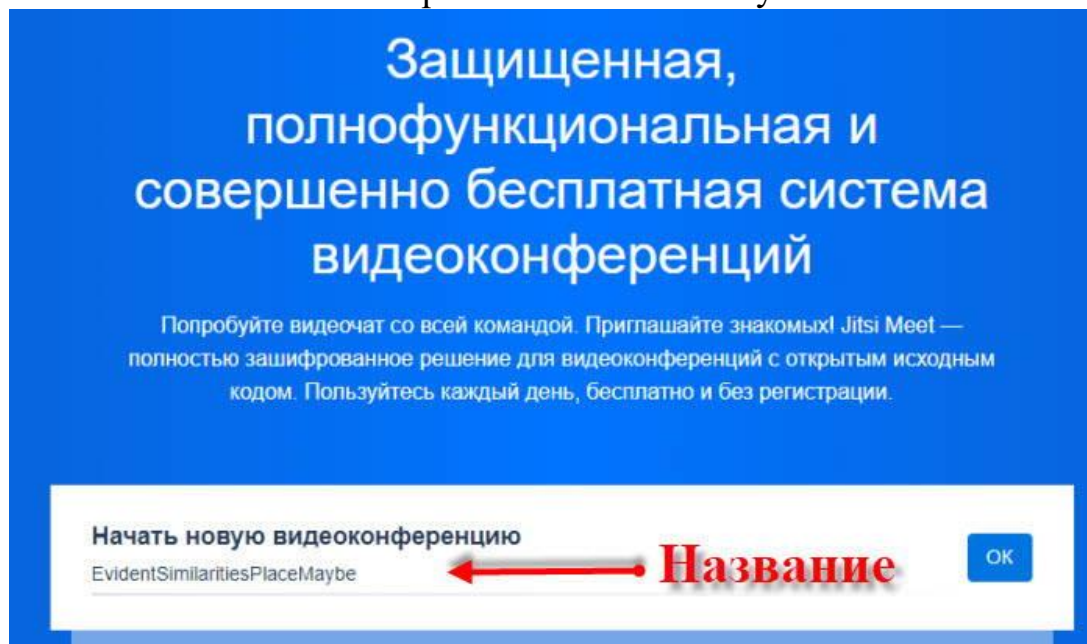 Защищенная,
полнофункциональная и
совершенно бесплатная система
видеоконференций
Попробуйте видеочат со всей командой. Приглашайте знакомых! Jitsi Meet —
полностью зашифрованное решение для видеоконференций с открытым исходным
кодом. Пользуйтесь каждый день, бесплатно и без регистрации.
Начать новую видеоконференцию
EvidentSimilaritiesPlaceMaybe
Название
OK